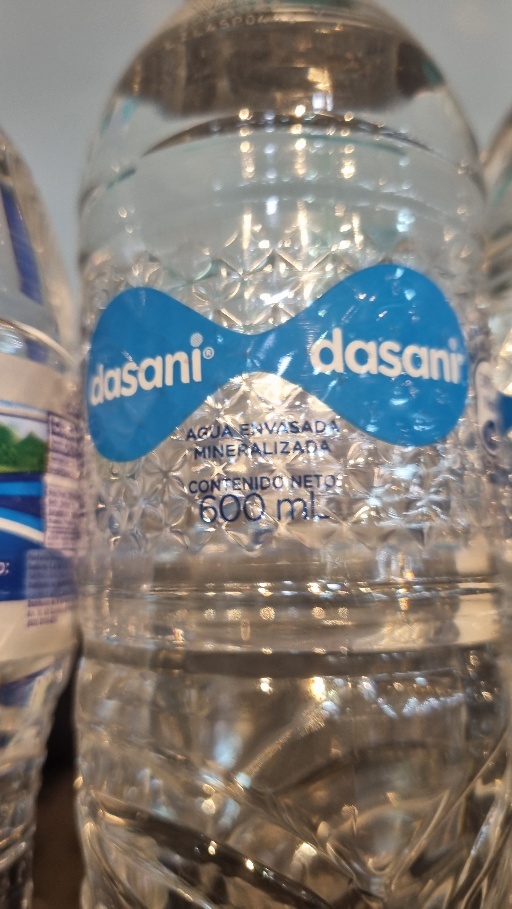 dasani®
dasani
AGUA ENVASADA
MINERALIZADA
CONTENIDO NETO:
600 mL